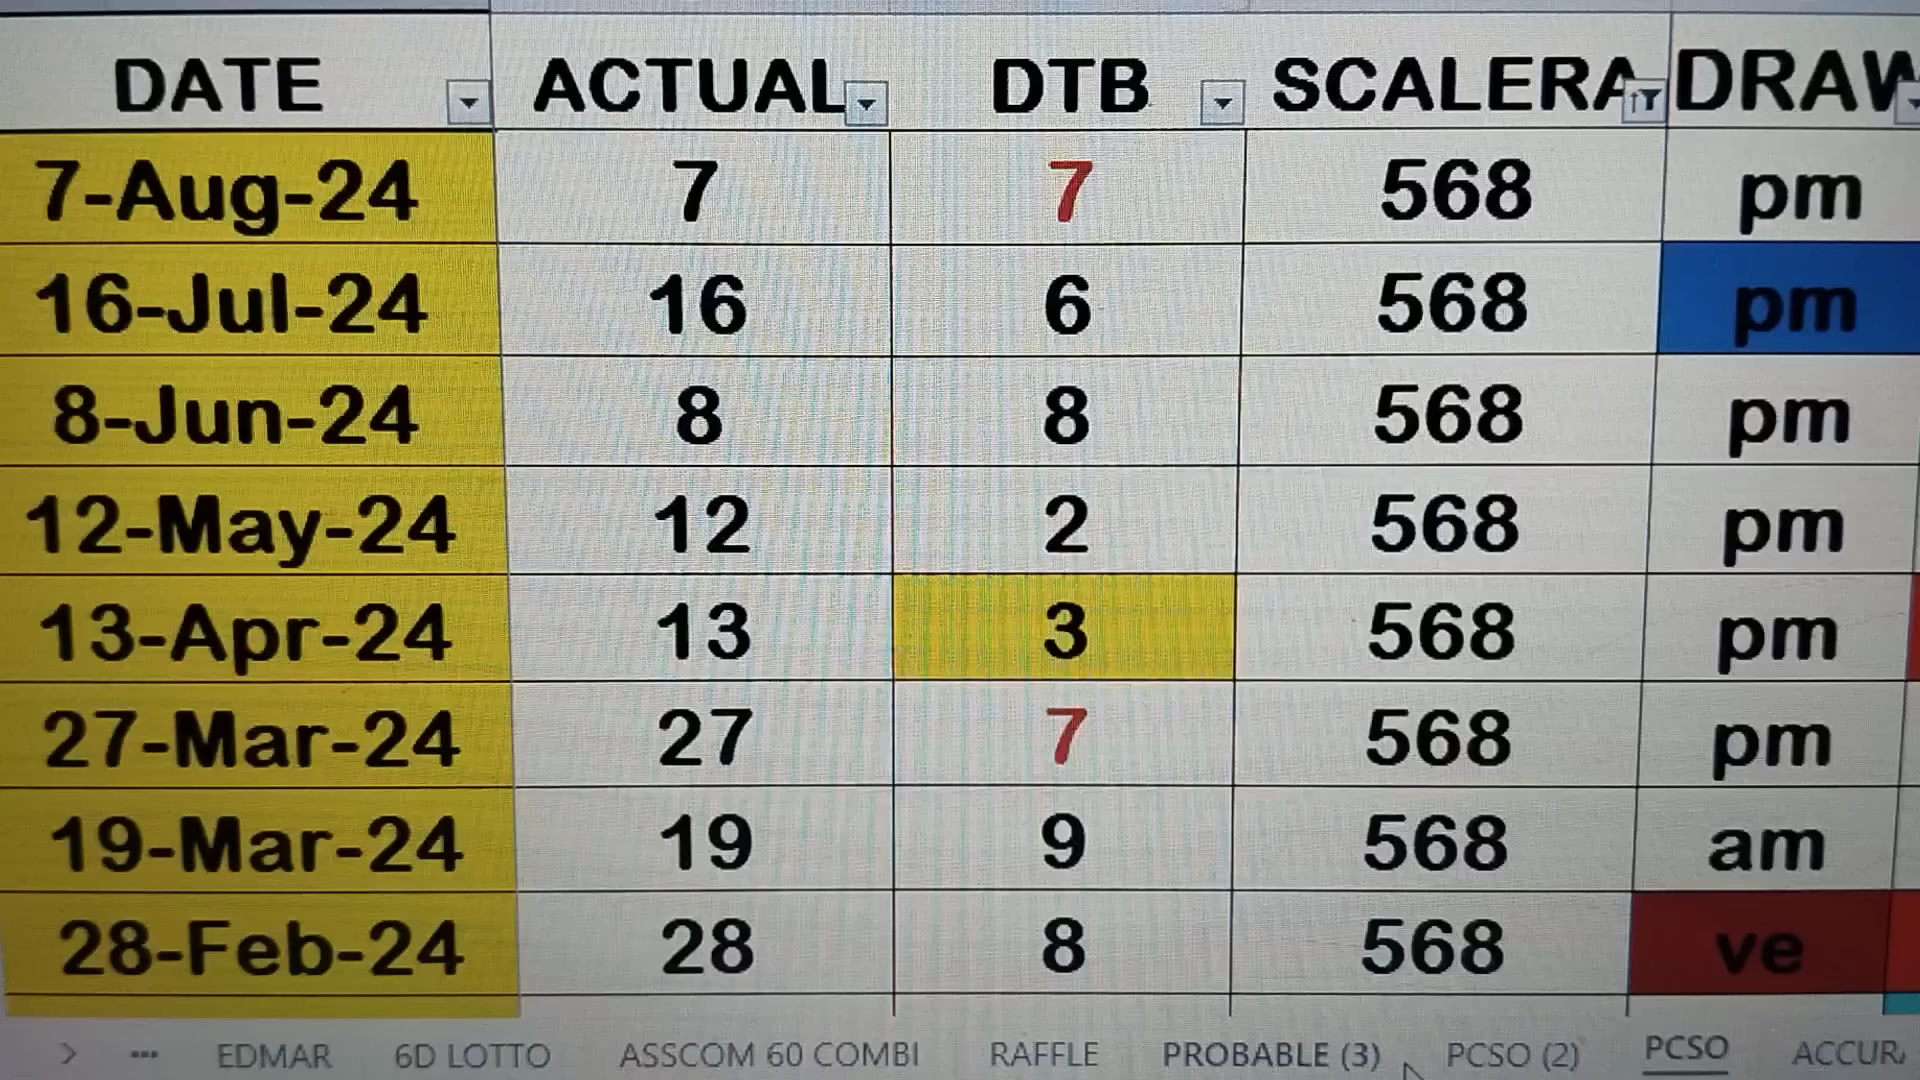 DATE ACTUAL DTB SCALERA DRAW
7-Aug-24 7 7 568 pm
16-Jul-24 16 6 568 pm
8-Jun-24 8 8 568 pm
12-May-24 12 2 568 pm
13-Apr-24 13 3 568 pm
27-Mar-24 27 7 568 pm
19-Mar-24 19 9 568 am
28-Feb-24 28 8 568 ve
EDMAR 6D LOTTO ASSCOM 60 COMBI RAFFLE PROBABLE (3) PCSO (2) PCSO ACCUR